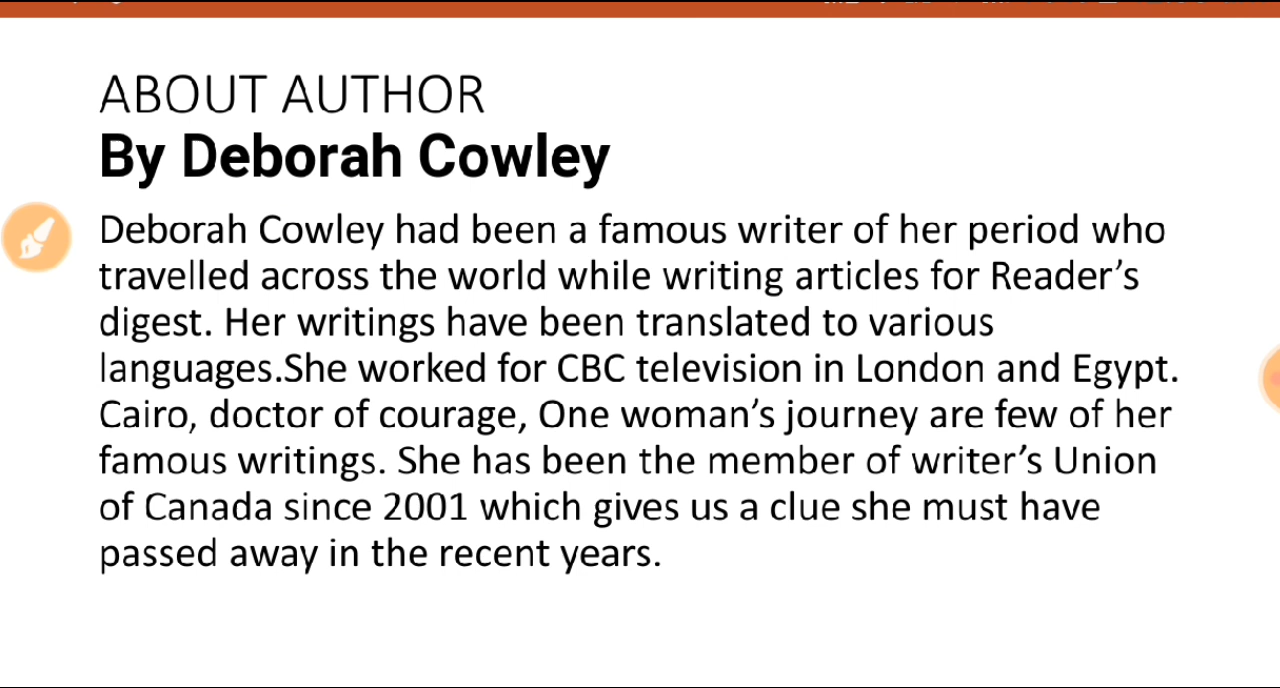 ABOUT AUTHOR
By Deborah Cowley
Deborah Cowley had been a famous writer of her period who
travelled across the world while writing articles for Reader's
digest. Her writings have been translated to various
languages.She worked for CBC television in London and Egypt.
Cairo, doctor of courage, One woman's journey are few of her
famous writings. She has been the member of writer's Union
of Canada since 2001 which gives us a clue she must have
passed away in the recent years.